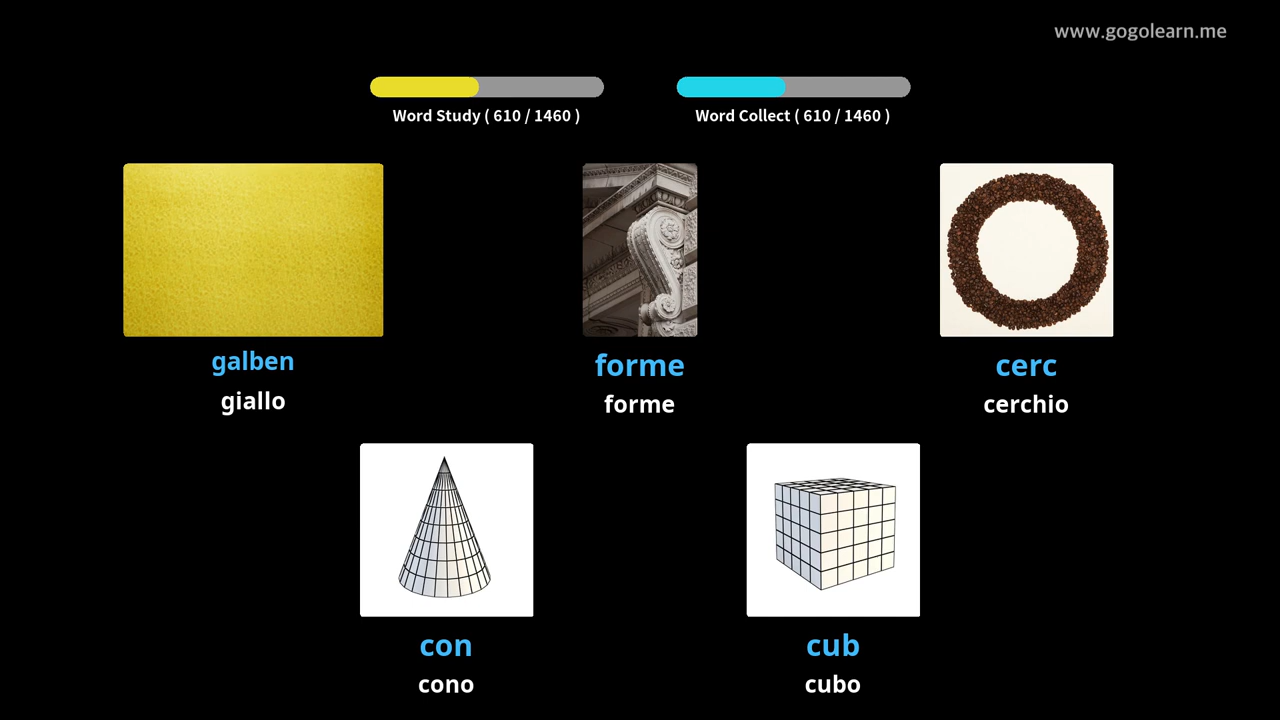 www.gogolearn.me
Word Study ( 610 / 1460 )
Word Collect ( 610 / 1460 )
galben
giallo
forme
forme
cerc
cerchio
con
cono
cub
cubo